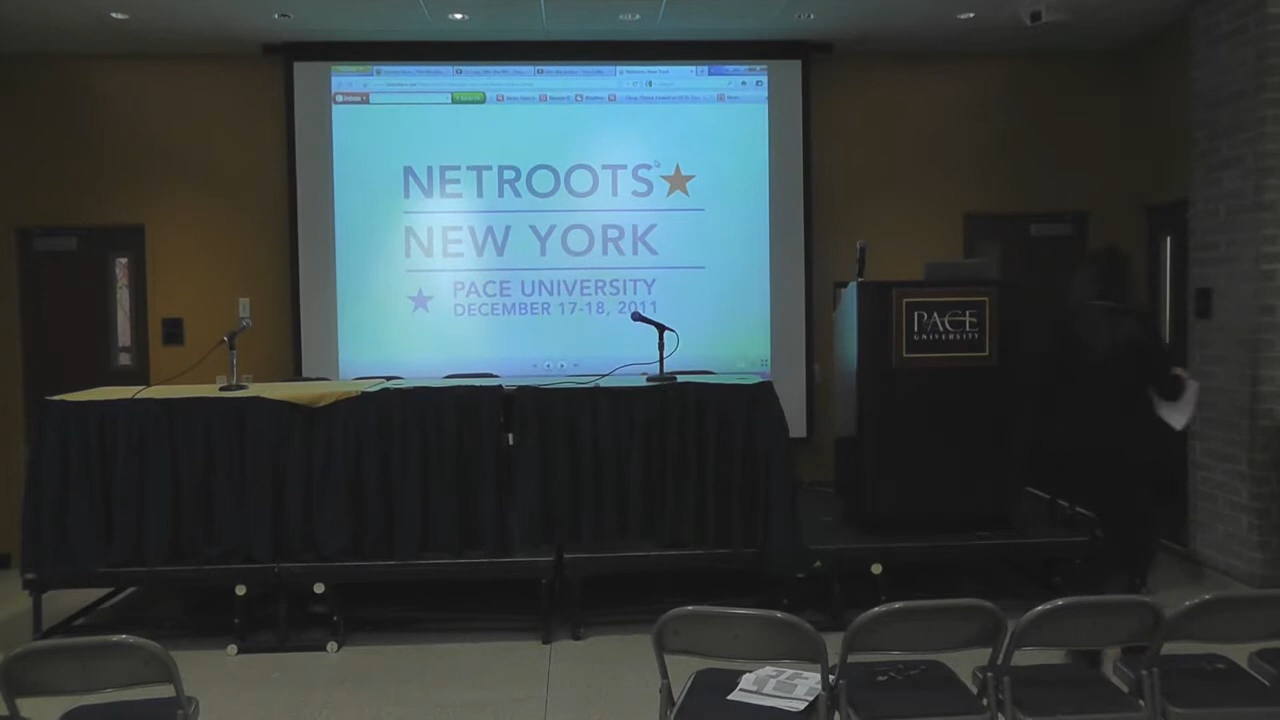 NETROOTS
NEW YORK
PACE UNIVERSITY
DECEMBER 17-18, 2011
PACE
UNIVERSITY